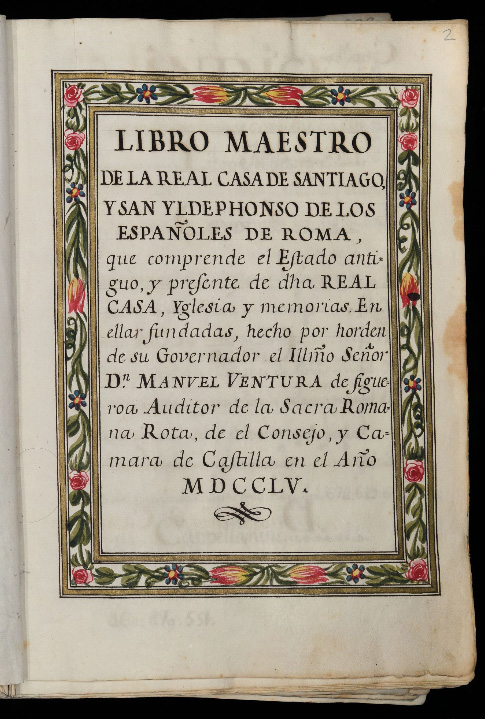 2
LIBRO MAESTRO
DE LA REAL CASA DE SANTIAGO,
Y SAN YLDEPHONSO DE LOS
ESPAÑOLES DE ROMA,
que comprende el Eſtado anti=
guo, y preſente de dha REAL
CASA, Ygleſia y memorias, En
ellas fundadas, hecho por horden
de su Governador el Illm̃o Señor
Dⁿ MANVEL VENTURA de figue
roa Auditor de la Sacra Roma
na Rota, de el Consejo, y Ca=
mara de Caſtilla en el Año
MDCCLV.